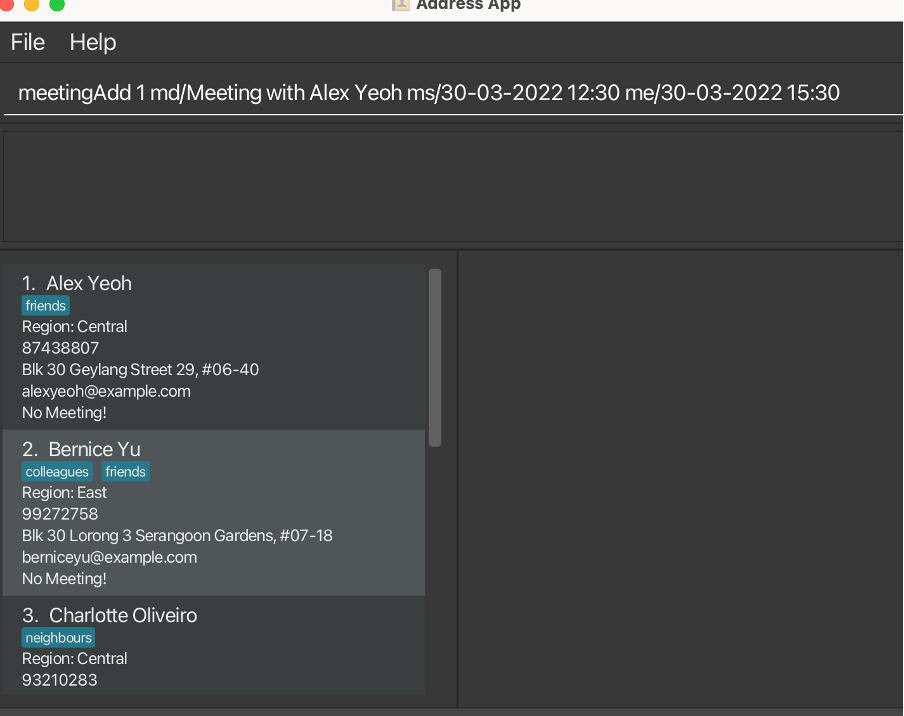 Address App
File Help
meetingAdd 1 md/Meeting with Alex Yeoh ms/30-03-2022 12:30 me/30-03-2022 15:30
1. Alex Yeoh
friends
Region: Central
87438807
Blk 30 Geylang Street 29, #06-40
alexyeoh@example.com
No Meeting!
2. Bernice Yu
colleagues friends
Region: East
99272758
Blk 30 Lorong 3 Serangoon Gardens, #07-18
berniceyu@example.com
No Meeting!
3. Charlotte Oliveiro
neighbours
Region: Central
93210283